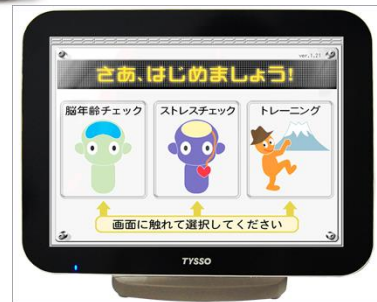 ver.1.21
さあ、はじめましょう!
脳年齢チェック
ストレスチェック
トレーニング
画面に触れて選択してください
TYSSO